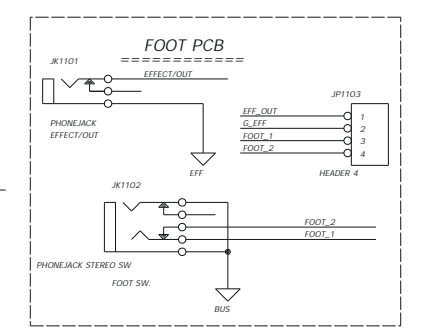 FOOT PCB
JK1101
EFFECT/OUT
PHONEJACK
EFFECT/OUT
EFF
JP1103
EFF_OUT
1
G_EFF
2
FOOT_1
3
FOOT_2
4
HEADER 4
JK1102
FOOT_2
FOOT_1
PHONEJACK STEREO SW
FOOT SW.
BUS